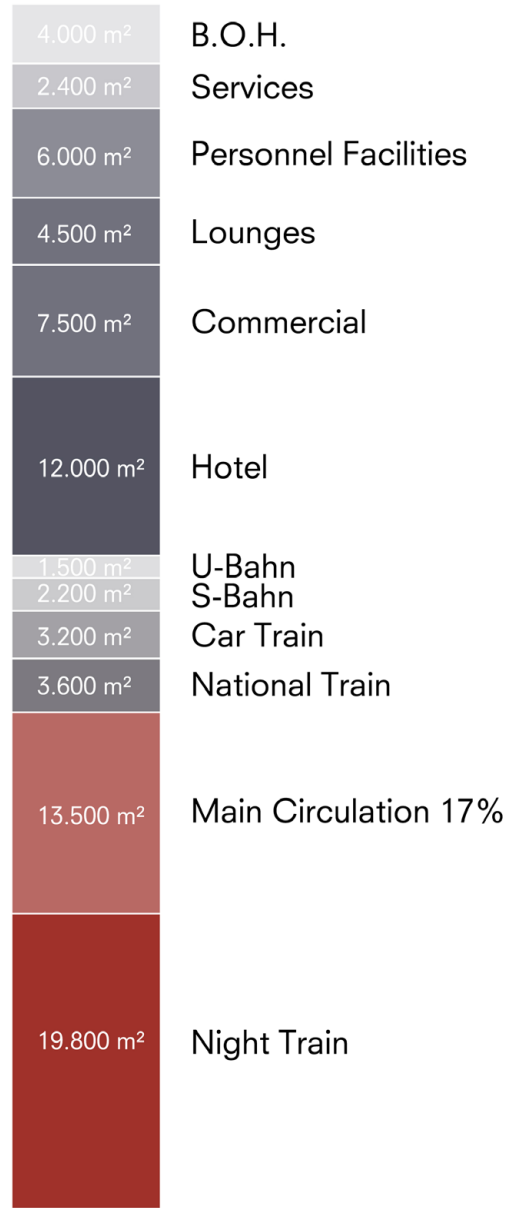 4.000 m² B.O.H.
2.400 m² Services
6.000 m² Personnel Facilities
4.500 m² Lounges
7.500 m² Commercial
12.000 m² Hotel
1.500 m² U-Bahn
2.200 m² S-Bahn
3.200 m² Car Train
3.600 m² National Train
13.500 m² Main Circulation 17%
19.800 m² Night Train